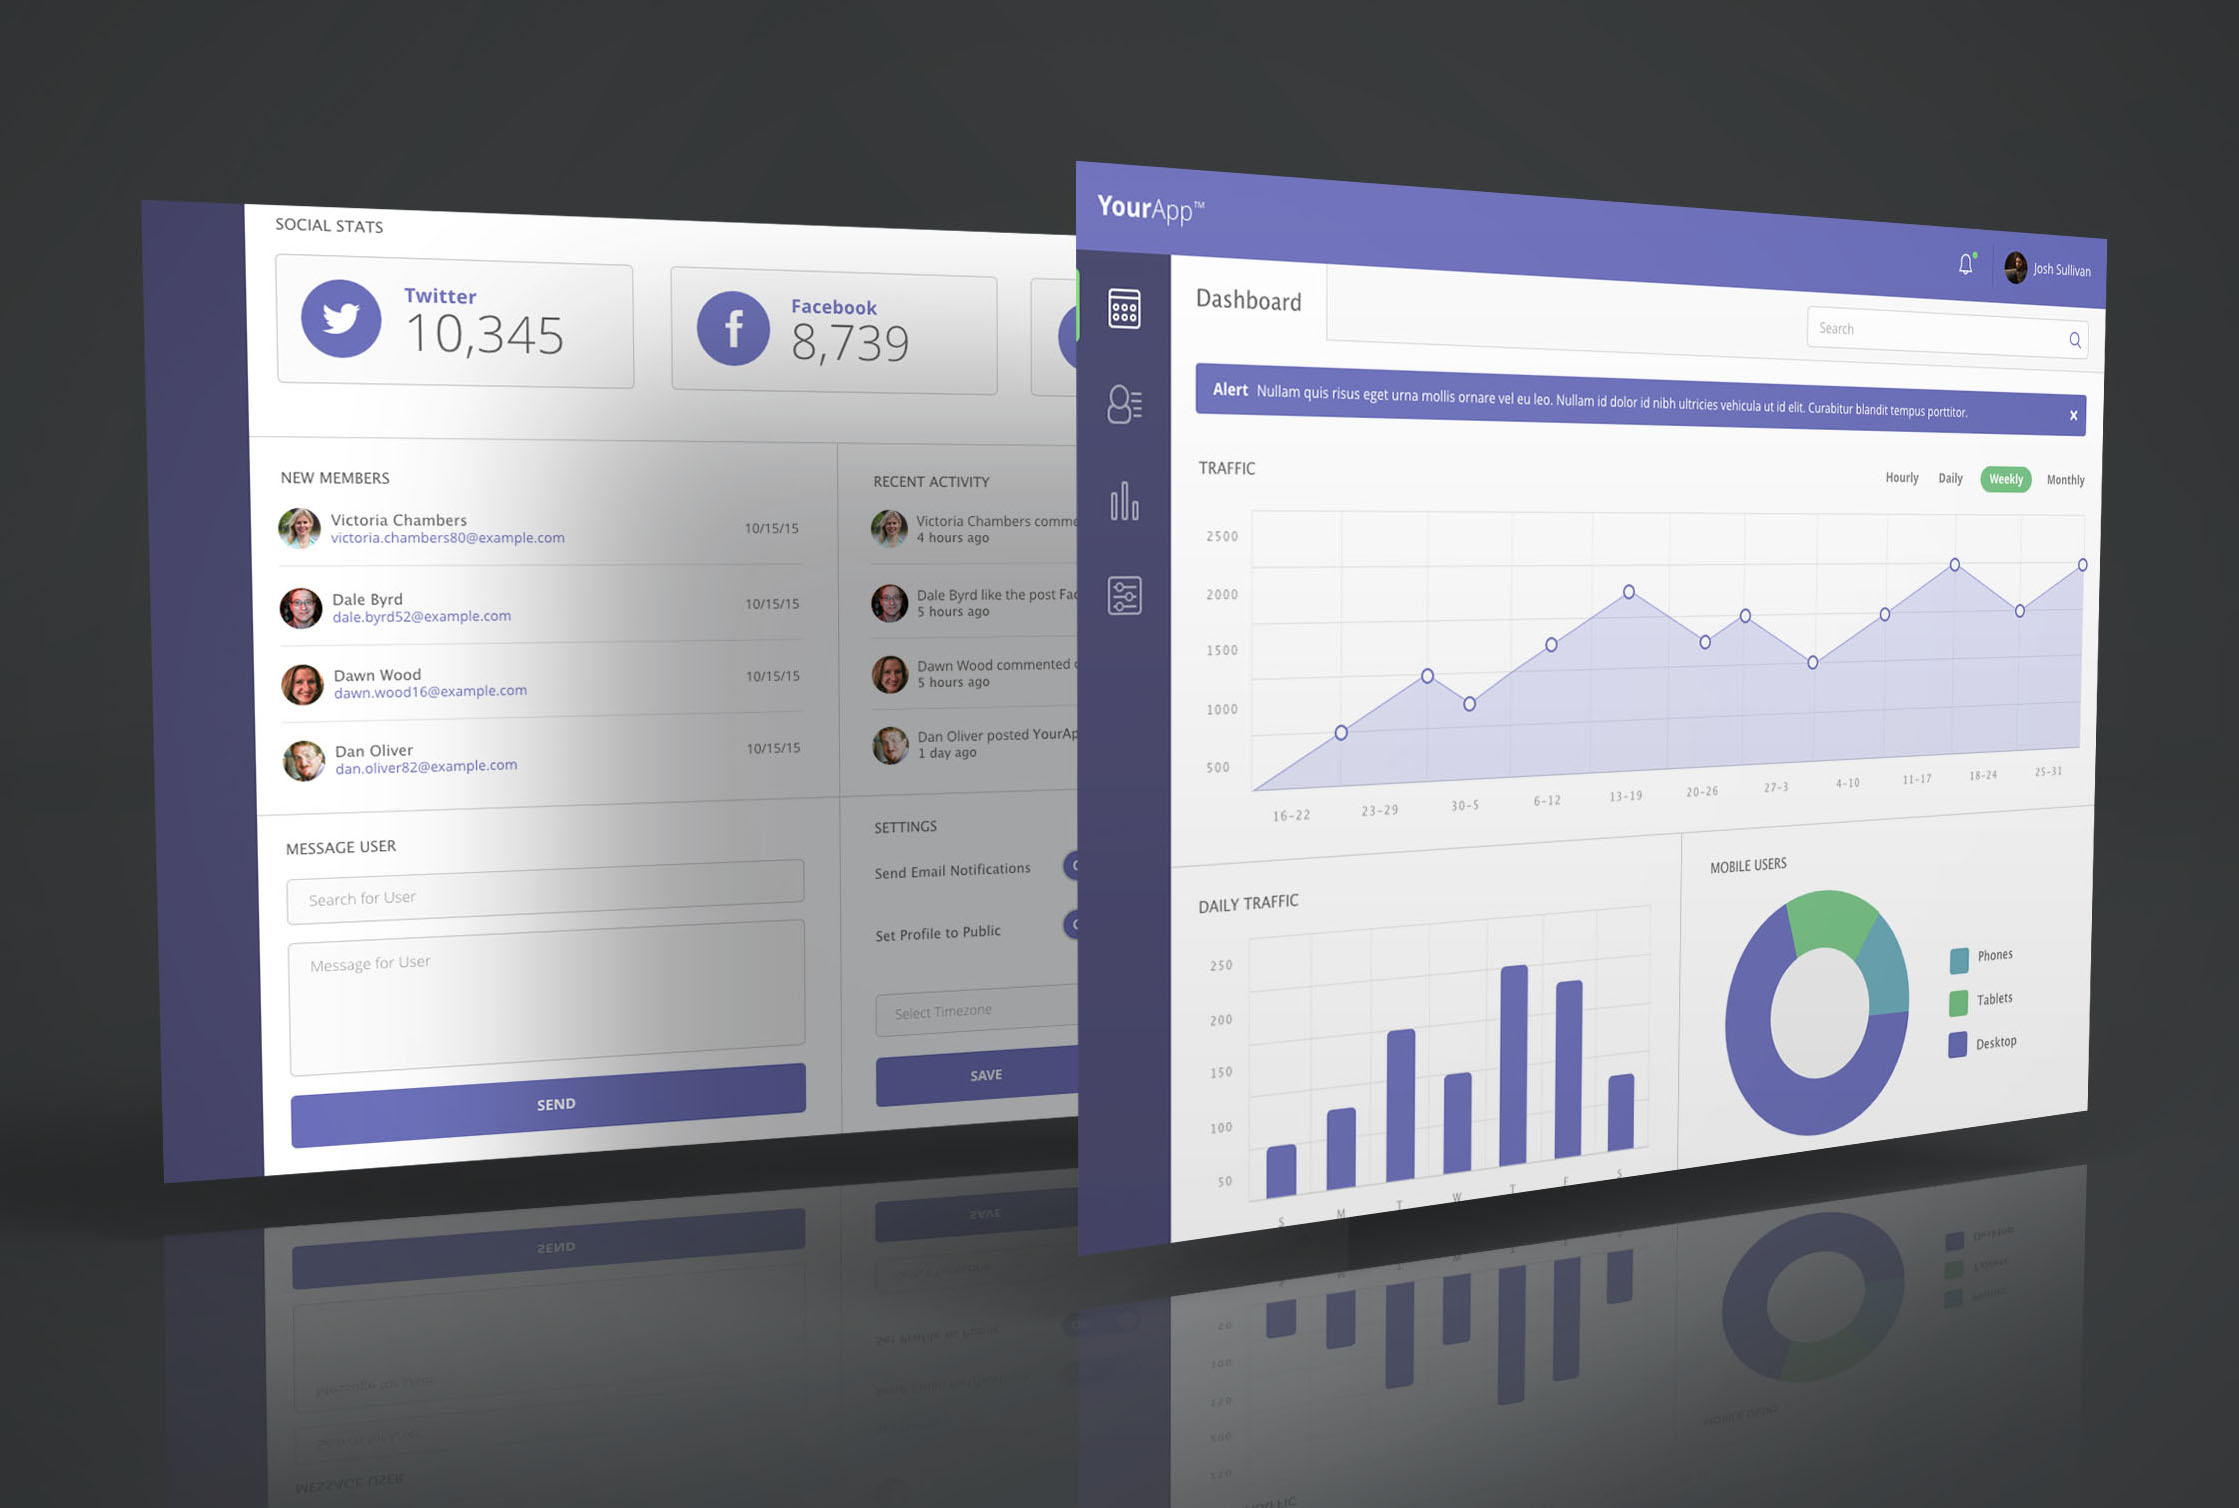 SOCIAL STATS
Twitter
10,345
Facebook
8,739
NEW MEMBERS
Victoria Chambers
victoria.chambers80@example.com
10/15/15
Dale Byrd
dale.byrd52@example.com
10/15/15
Dawn Wood
dawn.wood16@example.com
10/15/15
Dan Oliver
dan.oliver82@example.com
10/15/15
RECENT ACTIVITY
Victoria Chambers comme
4 hours ago
Dale Byrd like the post Fac
5 hours ago
Dawn Wood commented
5 hours ago
Dan Oliver posted YourAp
1 day ago
MESSAGE USER
Search for User
Message for User
SEND
SETTINGS
Send Email Notifications
Set Profile to Public
Select Timezone
SAVE
YourApp™
Josh Sullivan
Dashboard
Search
Alert Nullam quis risus eget urna mollis ornare vel eu leo. Nullam id dolor id nibh ultricies vehicula ut id elit. Curabitur blandit tempus porttitor. x
TRAFFIC
Hourly Daily Weekly Monthly
2500
2000
1500
1000
500
16-22 23-29 30-5 6-12 13-19 20-26 27-3 4-10 11-17 18-24 25-31
DAILY TRAFFIC
250
200
150
100
50
S M T W T F S
MOBILE USERS
Phones
Tablets
Desktop